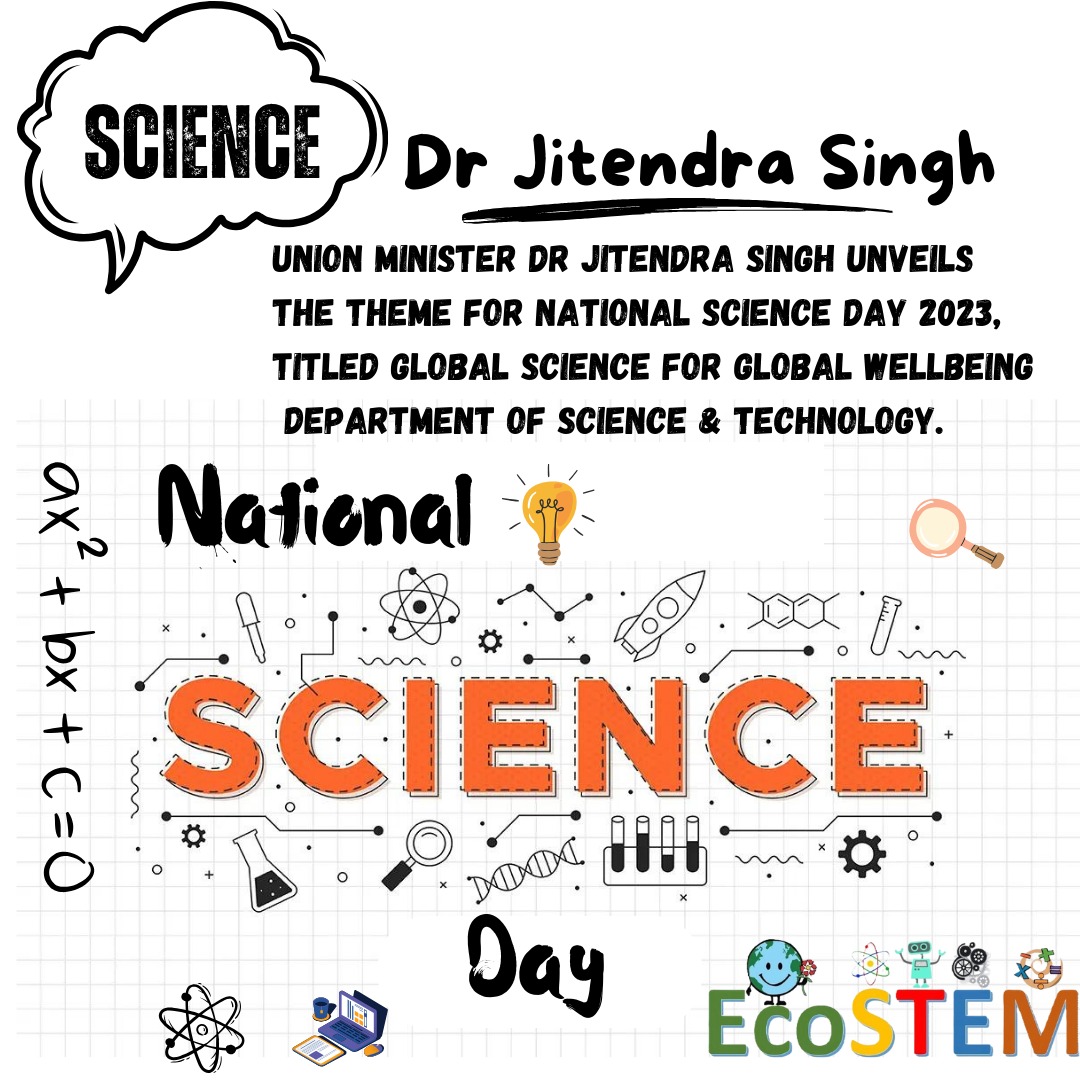 SCIENCE
Dr Jitendra Singh
UNION MINISTER DR JITENDRA SINGH UNVEILS
THE THEME FOR NATIONAL SCIENCE DAY 2023,
TITLED GLOBAL SCIENCE FOR GLOBAL WELLBEING
DEPARTMENT OF SCIENCE & TECHNOLOGY.
ax² + bx + c = 0
National
SCIENCE
Day
EcoSTEM